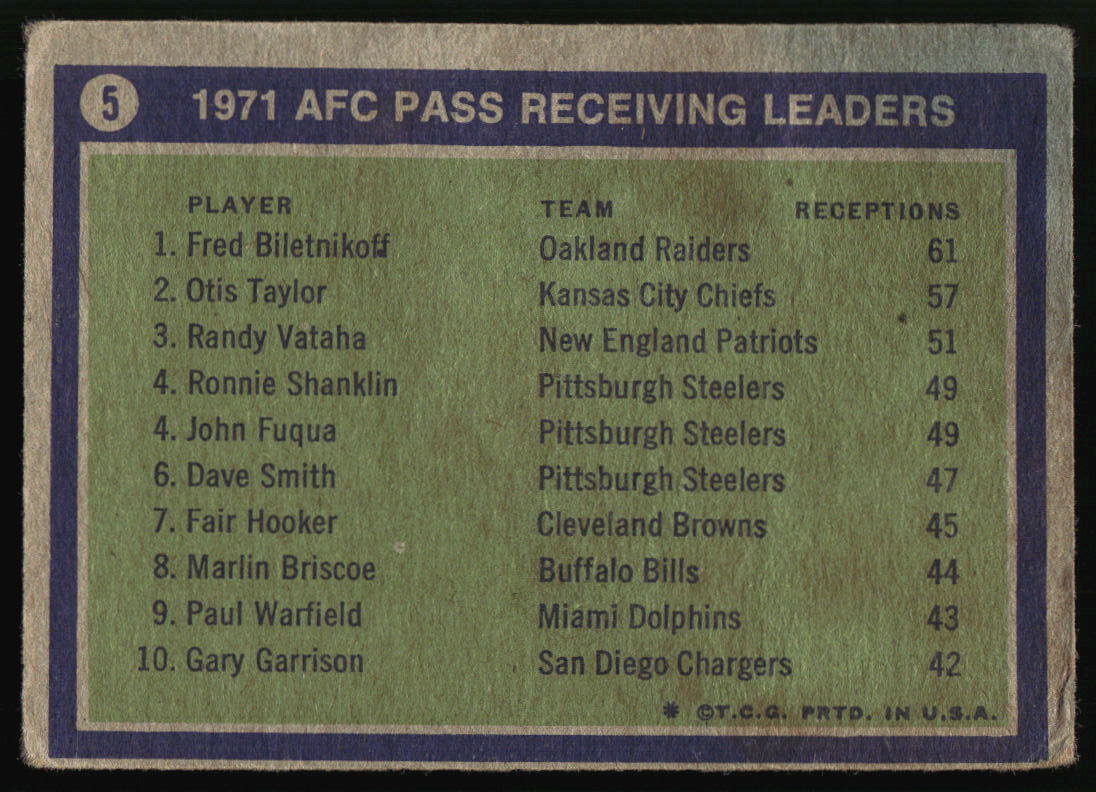 5 1971 AFC PASS RECEIVING LEADERS
PLAYER TEAM RECEPTIONS
1. Fred Biletnikoff Oakland Raiders 61
2. Otis Taylor Kansas City Chiefs 57
3. Randy Vataha New England Patriots 51
4. Ronnie Shanklin Pittsburgh Steelers 49
4. John Fuqua Pittsburgh Steelers 49
6. Dave Smith Pittsburgh Steelers 47
7. Fair Hooker Cleveland Browns 45
8. Marlin Briscoe Buffalo Bills 44
9. Paul Warfield Miami Dolphins 43
10. Gary Garrison San Diego Chargers 42
* ©T.C.G. PRTD. IN U.S.A.